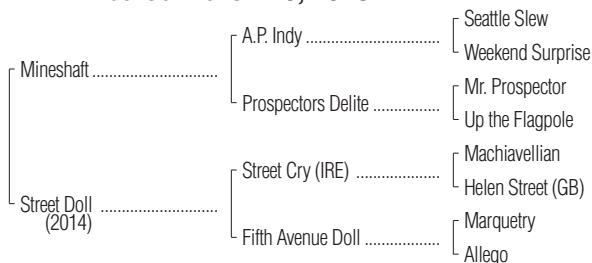 Mineshaft
Street Doll
(2014)
A.P. Indy
Prospectors Delite
Street Cry (IRE)
Fifth Avenue Doll
Seattle Slew
Weekend Surprise
Mr. Prospector
Up the Flagpole
Machiavellian
Helen Street (GB)
Marquetry
Allego